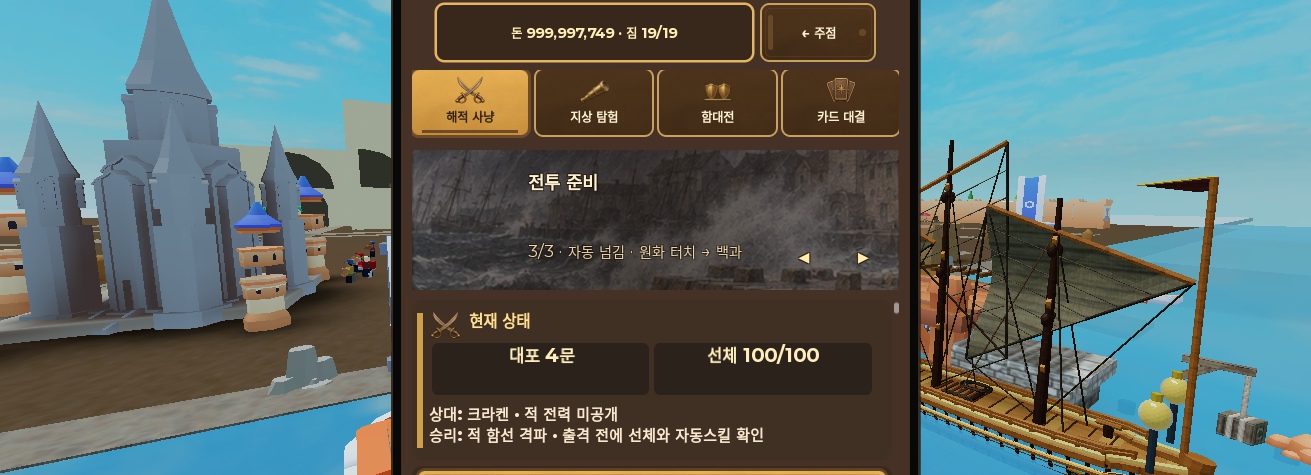 돈 999,997,749 · 짐 19/19
← 주점
해적 사냥
지상 탐험
함대전
카드 대결
전투 준비
3/3 · 자동 넘김 · 원화 터치 → 백과
현재 상태
대포 4문
선체 100/100
상대: 크라켄 • 적 전력 미공개
승리: 적 함선 격파 • 출격 전에 선체와 자동스킬 확인